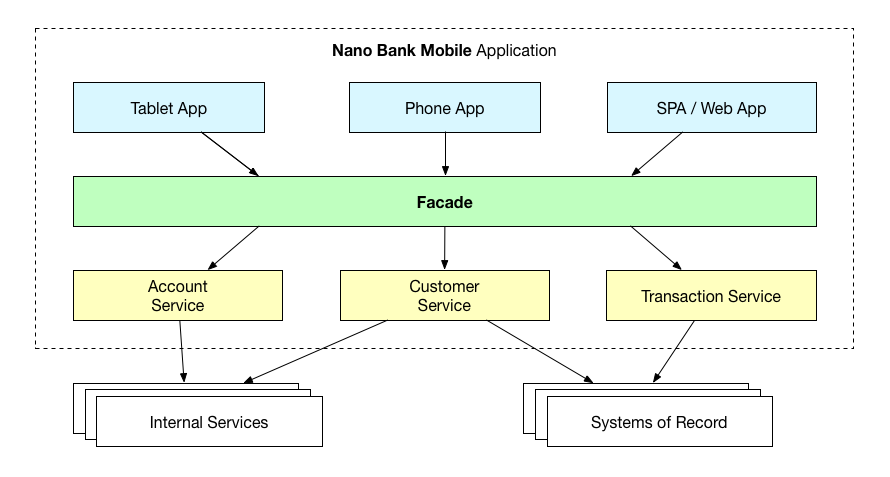 Nano Bank Mobile Application
Tablet App
Phone App
SPA / Web App
Facade
Account
Service
Customer
Service
Transaction Service
Internal Services
Systems of Record